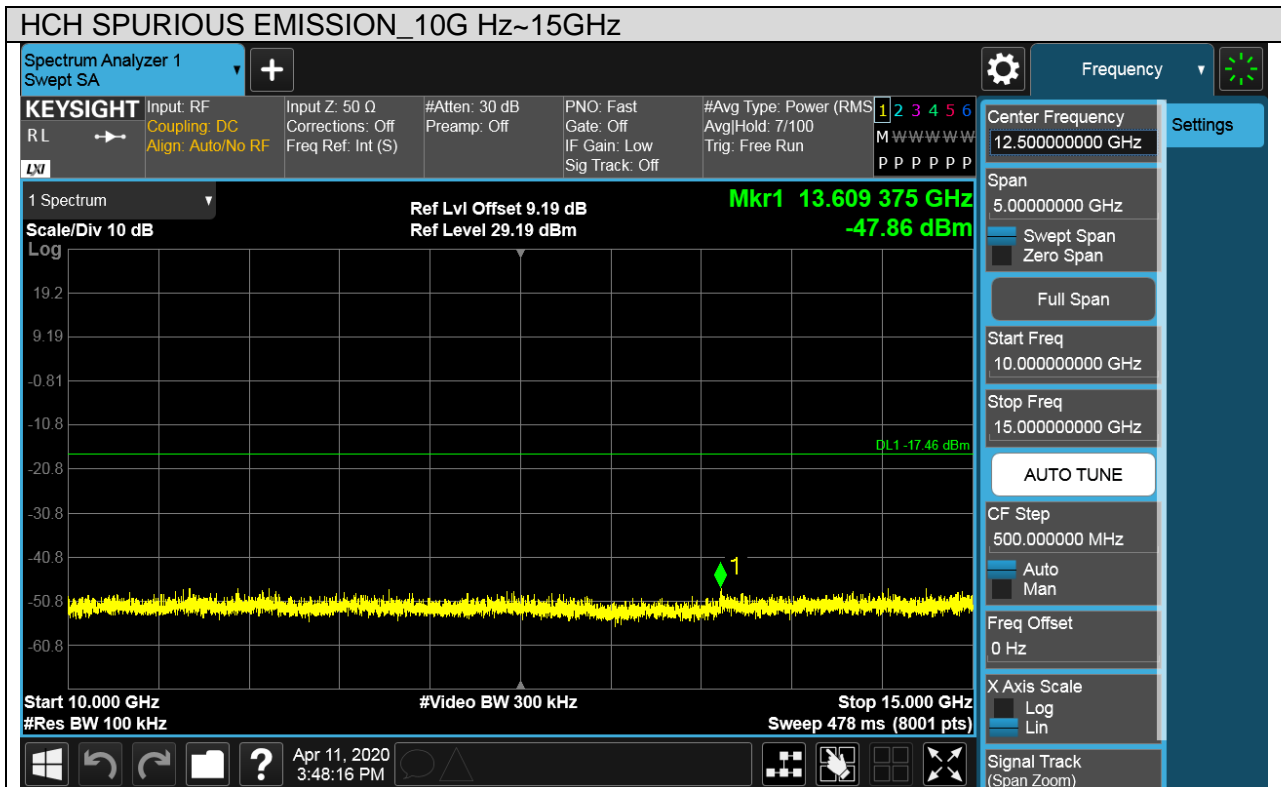 HCH SPURIOUS EMISSION_10G Hz~15GHz
Spectrum Analyzer 1
Swept SA
+
Frequency
KEYSIGHT
RL
LXI
Input: RF
Coupling: DC
Align: Auto/No RF
Input Z: 50 Ω
Corrections: Off
Freq Ref: Int (S)
#Atten: 30 dB
Preamp: Off
PNO: Fast
Gate: Off
IF Gain: Low
Sig Track: Off
#Avg Type: Power (RMS
Avg|Hold: 7/100
Trig: Free Run
1 2 3 4 5 6
M W W W W W
P P P P P P
1 Spectrum
Scale/Div 10 dB
Log
Ref Lvl Offset 9.19 dB
Ref Level 29.19 dBm
Mkr1 13.609 375 GHz
-47.86 dBm
19.2
9.19
-0.81
-10.8
DL1 -17.46 dBm
-20.8
-30.8
-40.8
1
-50.8
-60.8
Start 10.000 GHz
#Res BW 100 kHz
#Video BW 300 kHz
Stop 15.000 GHz
Sweep 478 ms (8001 pts)
?
Apr 11, 2020
3:48:16 PM
Center Frequency
12.500000000 GHz
Settings
Span
5.00000000 GHz
Swept Span
Zero Span
Full Span
Start Freq
10.000000000 GHz
Stop Freq
15.000000000 GHz
AUTO TUNE
CF Step
500.000000 MHz
Auto
Man
Freq Offset
0 Hz
X Axis Scale
Log
Lin
Signal Track
(Span Zoom)